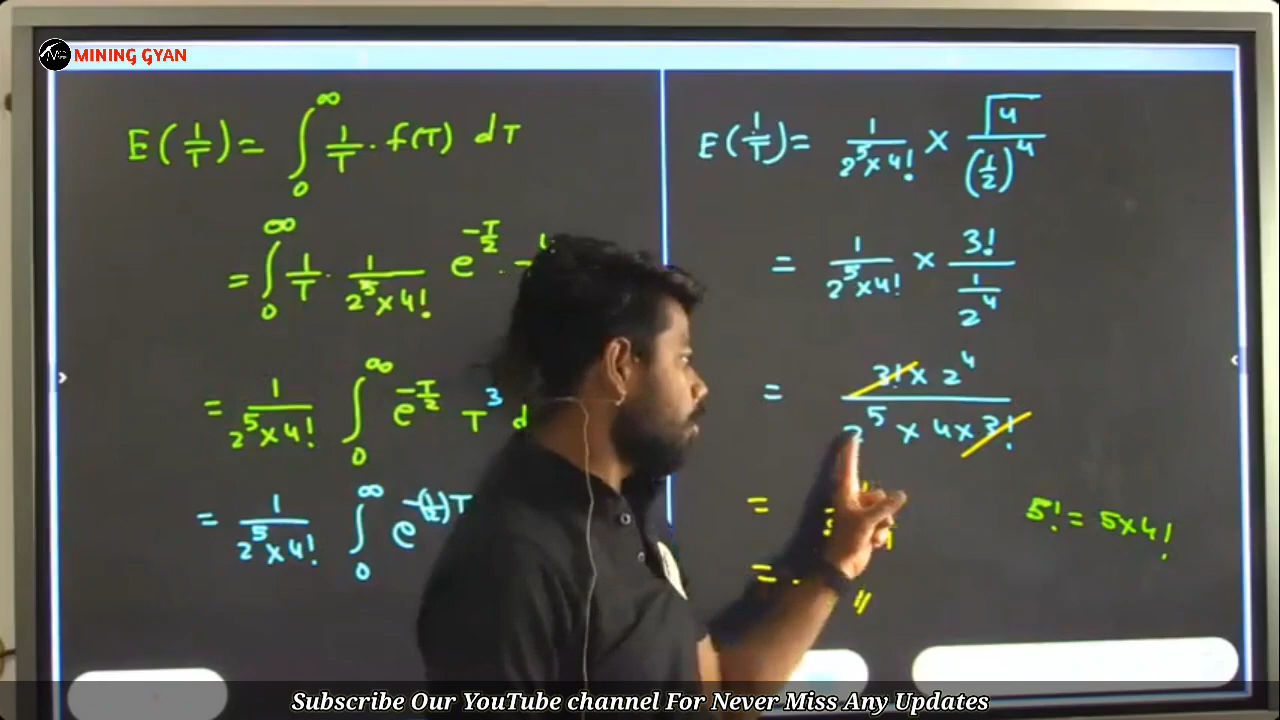 MINING GYAN
E(1/T) = ∫₀^∞ 1/T · f(T) dT
= ∫₀^∞ 1/T · 1/(2⁵×4!) e^(-T/2) ·
= 1/(2⁵×4!) ∫₀^∞ e^(-T/2) T³ d
= 1/(2⁵×4!) ∫₀^∞ e^(-(1/2)T)
E(1/T) = 1/(2⁵×4!) × Γ4/(1/2)⁴
= 1/(2⁵×4!) × 3!/(1/2⁴)
= (3!×2⁴)/(2⁵×4×3!)
=
=
5! = 5×4!
Subscribe Our YouTube channel For Never Miss Any Updates